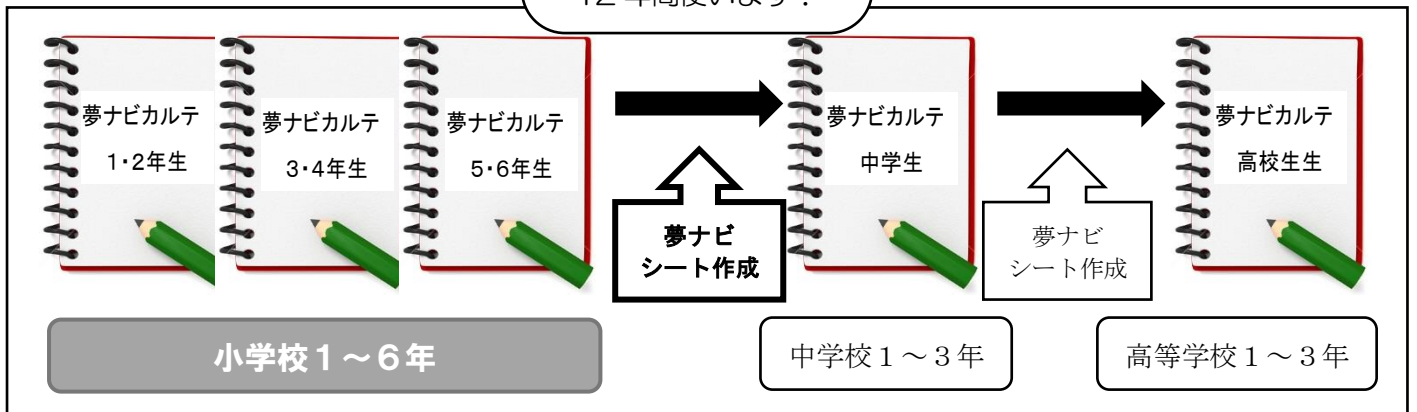 12年間使います！
夢ナビカルテ
1・2年生
夢ナビカルテ
3・4年生
夢ナビカルテ
5・6年生
夢ナビ
シート作成
夢ナビカルテ
中学生
夢ナビ
シート作成
夢ナビカルテ
高校生生
小学校１～６年
中学校１～３年
高等学校１～３年